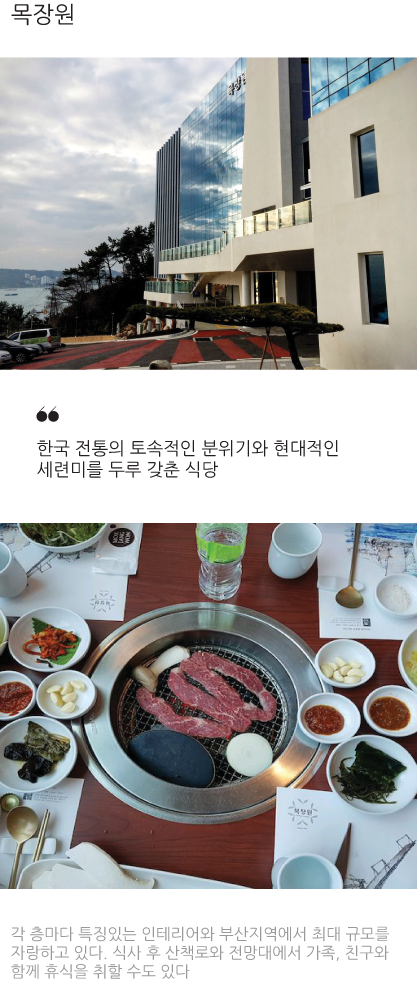 목장원
한국 전통의 토속적인 분위기와 현대적인
세련미를 두루 갖춘 식당
목장원
각 층마다 특징있는 인테리어와 부산지역에서 최대 규모를
자랑하고 있다. 식사 후 산책로와 전망대에서 가족, 친구와
함께 휴식을 취할 수도 있다